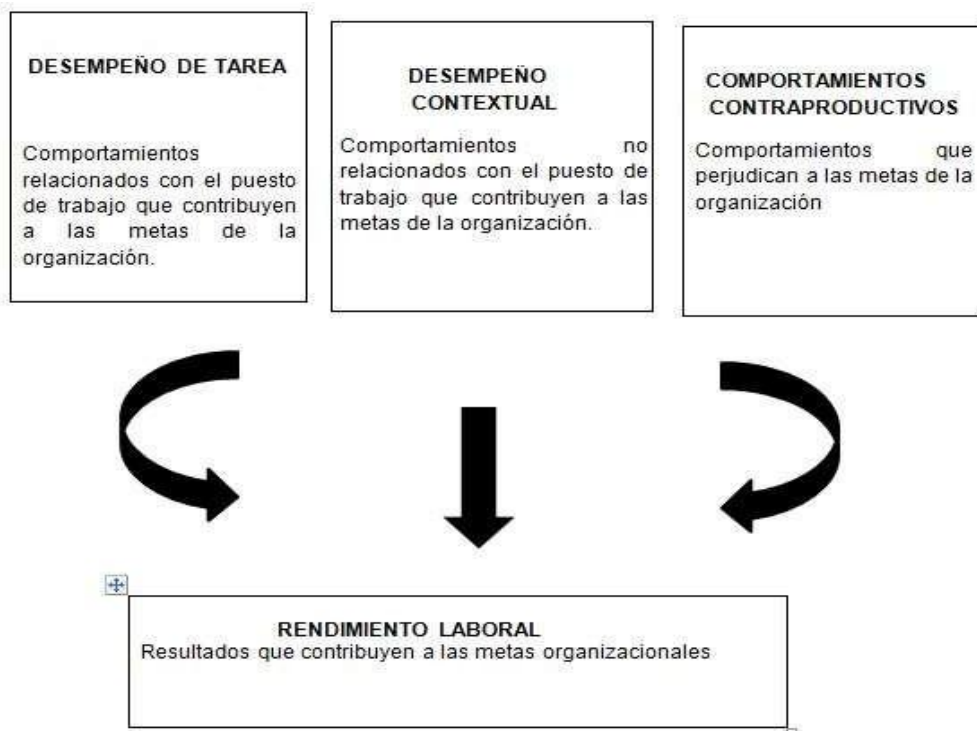 DESEMPEÑO DE TAREA
Comportamientos
relacionados con el puesto
de trabajo que contribuyen
a las metas de la
organización.
DESEMPEÑO
CONTEXTUAL
Comportamientos no
relacionados con el puesto de
trabajo que contribuyen a las
metas de la organización.
COMPORTAMIENTOS
CONTRAPRODUCTIVOS
Comportamientos que
perjudican a las metas de la
organización
RENDIMIENTO LABORAL
Resultados que contribuyen a las metas organizacionales